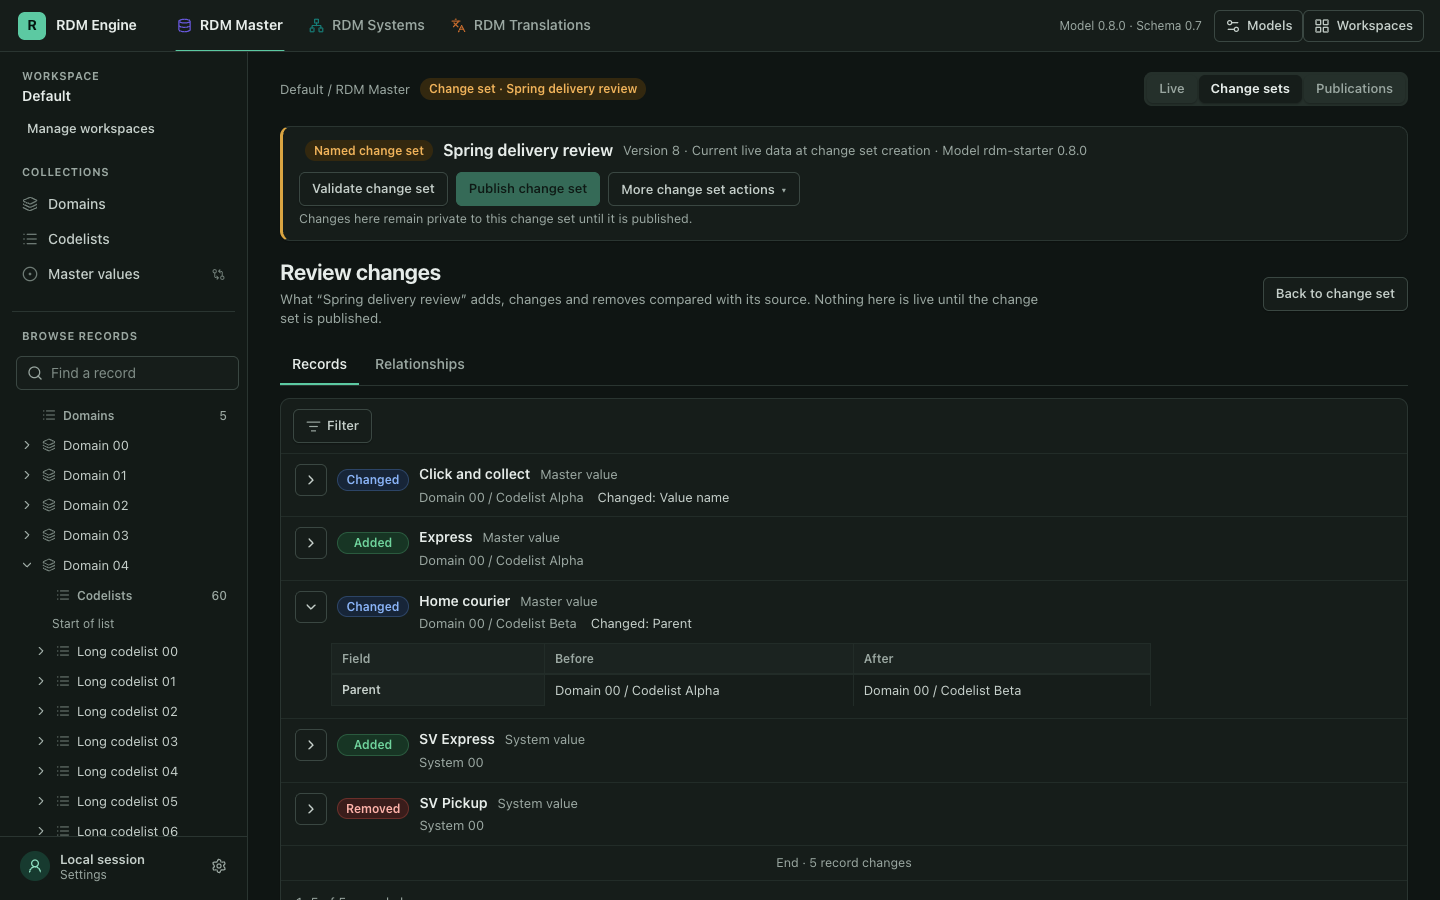 R RDM Engine
RDM Master
RDM Systems
RDM Translations
Model 0.8.0 · Schema 0.7
Models
Workspaces
WORKSPACE
Default
Manage workspaces
COLLECTIONS
Domains
Codelists
Master values
BROWSE RECORDS
Find a record
Domains 5
Domain 00
Domain 01
Domain 02
Domain 03
Domain 04
Codelists 60
Start of list
Long codelist 00
Long codelist 01
Long codelist 02
Long codelist 03
Long codelist 04
Long codelist 05
Long codelist 06
Local session
Settings
Default / RDM Master
Change set · Spring delivery review
Live
Change sets
Publications
Named change set
Spring delivery review
Version 8 · Current live data at change set creation · Model rdm-starter 0.8.0
Validate change set
Publish change set
More change set actions
Changes here remain private to this change set until it is published.
Review changes
What “Spring delivery review” adds, changes and removes compared with its source. Nothing here is live until the change
set is published.
Back to change set
Records
Relationships
Filter
Changed
Click and collect Master value
Domain 00 / Codelist Alpha Changed: Value name
Added
Express Master value
Domain 00 / Codelist Alpha
Changed
Home courier Master value
Domain 00 / Codelist Beta Changed: Parent
Field Before After
Parent Domain 00 / Codelist Alpha Domain 00 / Codelist Beta
Added
SV Express System value
System 00
Removed
SV Pickup System value
System 00
End · 5 record changes